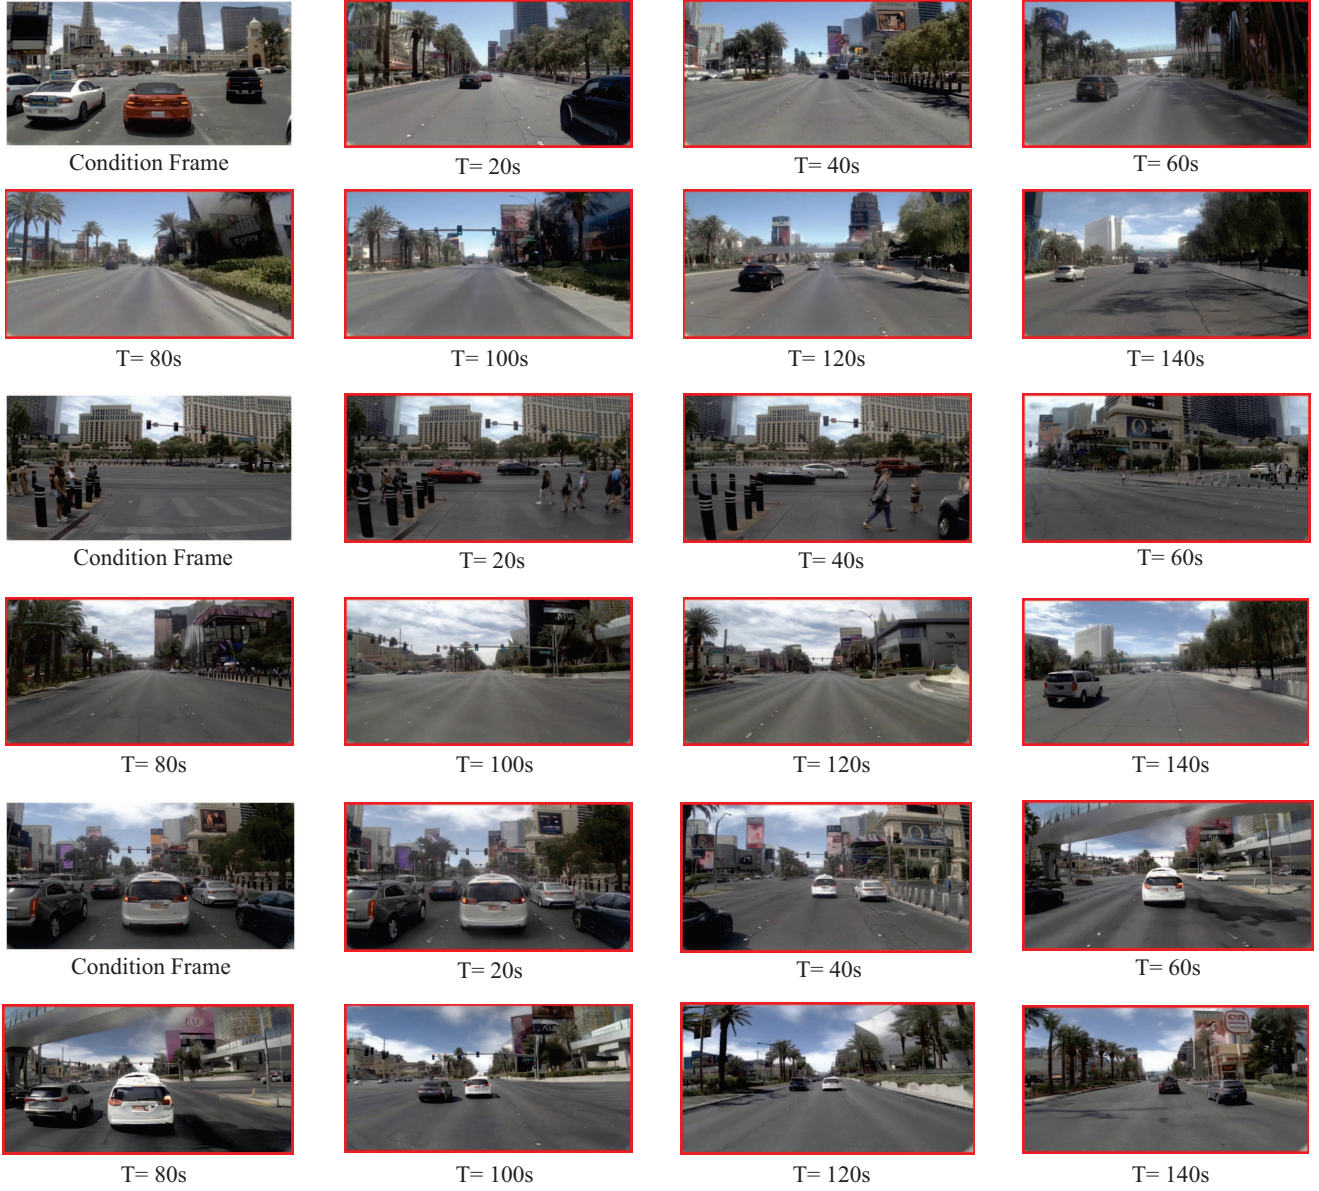 Condition Frame
T= 20s
T= 40s
T= 60s
T= 80s
T= 100s
T= 120s
T= 140s
Condition Frame
T= 20s
T= 40s
T= 60s
T= 80s
T= 100s
T= 120s
T= 140s
Condition Frame
T= 20s
T= 40s
T= 60s
T= 80s
T= 100s
T= 120s
T= 140s